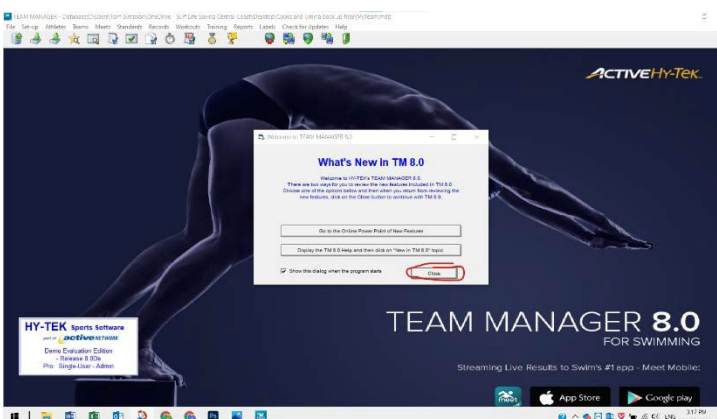 File Set-up Athletes Teams Meets Standards Records Workouts Training Reports Labels Check for Updates Help
ACTIVEHY-TEK
Welcome to TEAM MANAGER 8.0
What's New in TM 8.0
Welcome to HY-TEK's TEAM MANAGER 8.0.
There are two ways for you to review the new features included in TM 8.0.
Choose one of the options below and then when you return from reviewing the
new features, click on the Close button to continue with TM 8.0.
Go to the Online Power Point of New Features
Display the TM 8.0 Help and then click on "New in TM 8.0" topic
Show this dialog when the program starts
Close
TEAM MANAGER 8.0
FOR SWIMMING
HY-TEK Sports Software
part of active NETWORK
Demo Evaluation Edition
- Release 8.0De
Pro: Single-User - Admin
Streaming Live Results to Swim's #1 app - Meet Mobile:
meet
App Store
Google play
3:17 PM
ENG